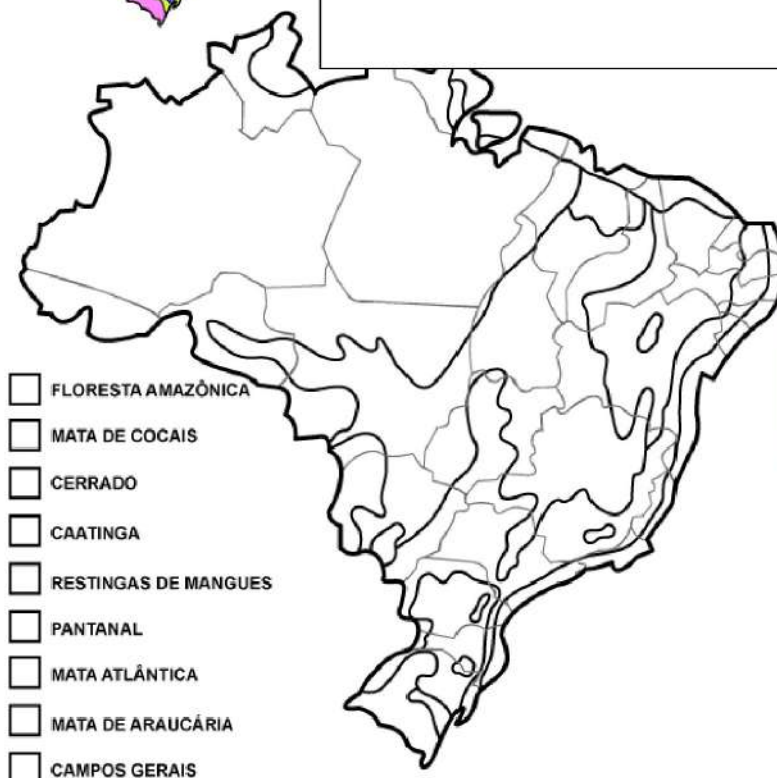 FLORESTA AMAZÔNICA
MATA DE COCAIS
CERRADO
CAATINGA
RESTINGAS DE MANGUES
PANTANAL
MATA ATLÂNTICA
MATA DE ARAUCÁRIA
CAMPOS GERAIS